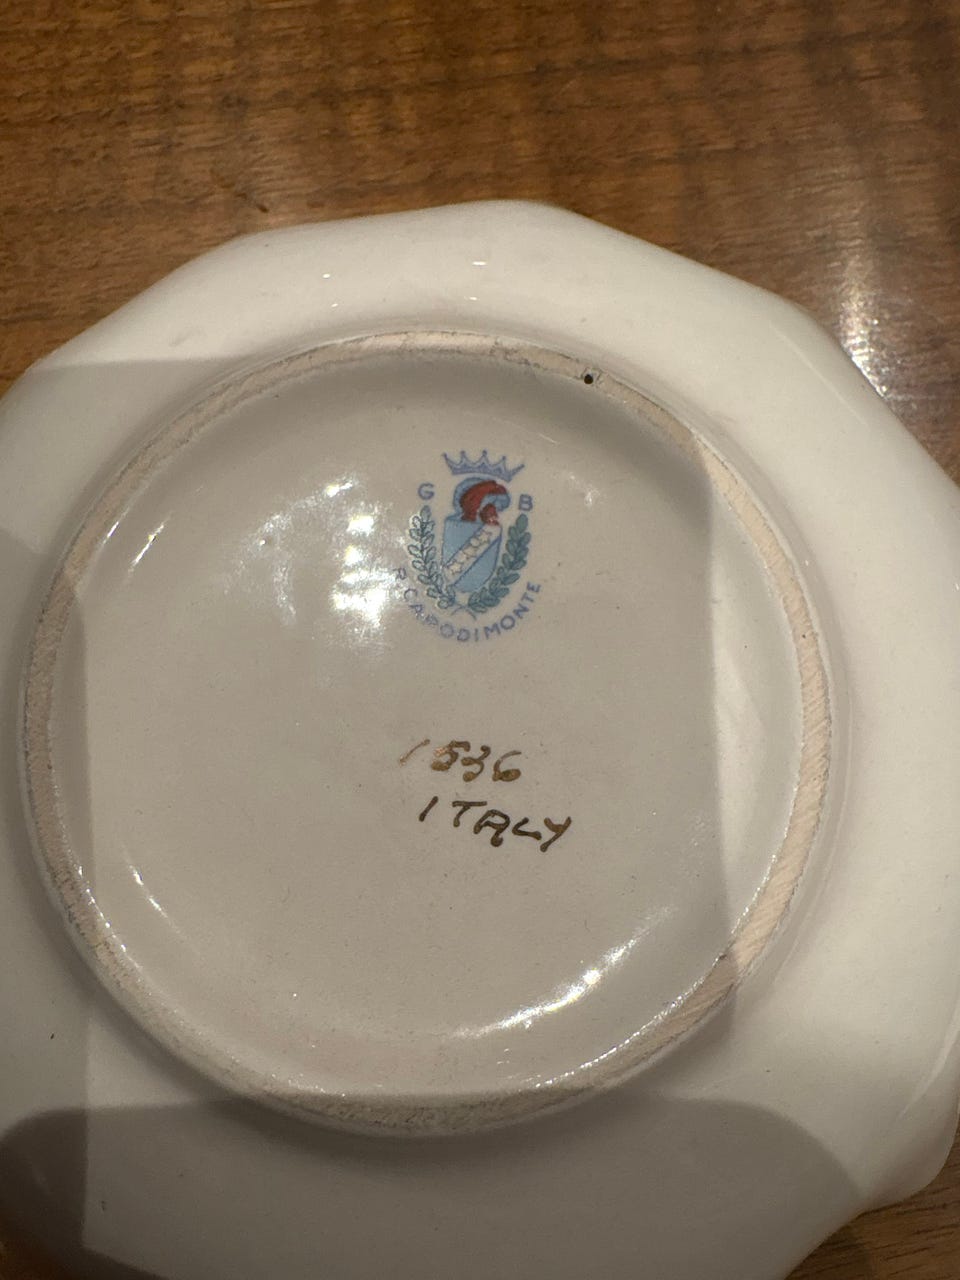 G B
R. CAPODIMONTE
1536
ITALY